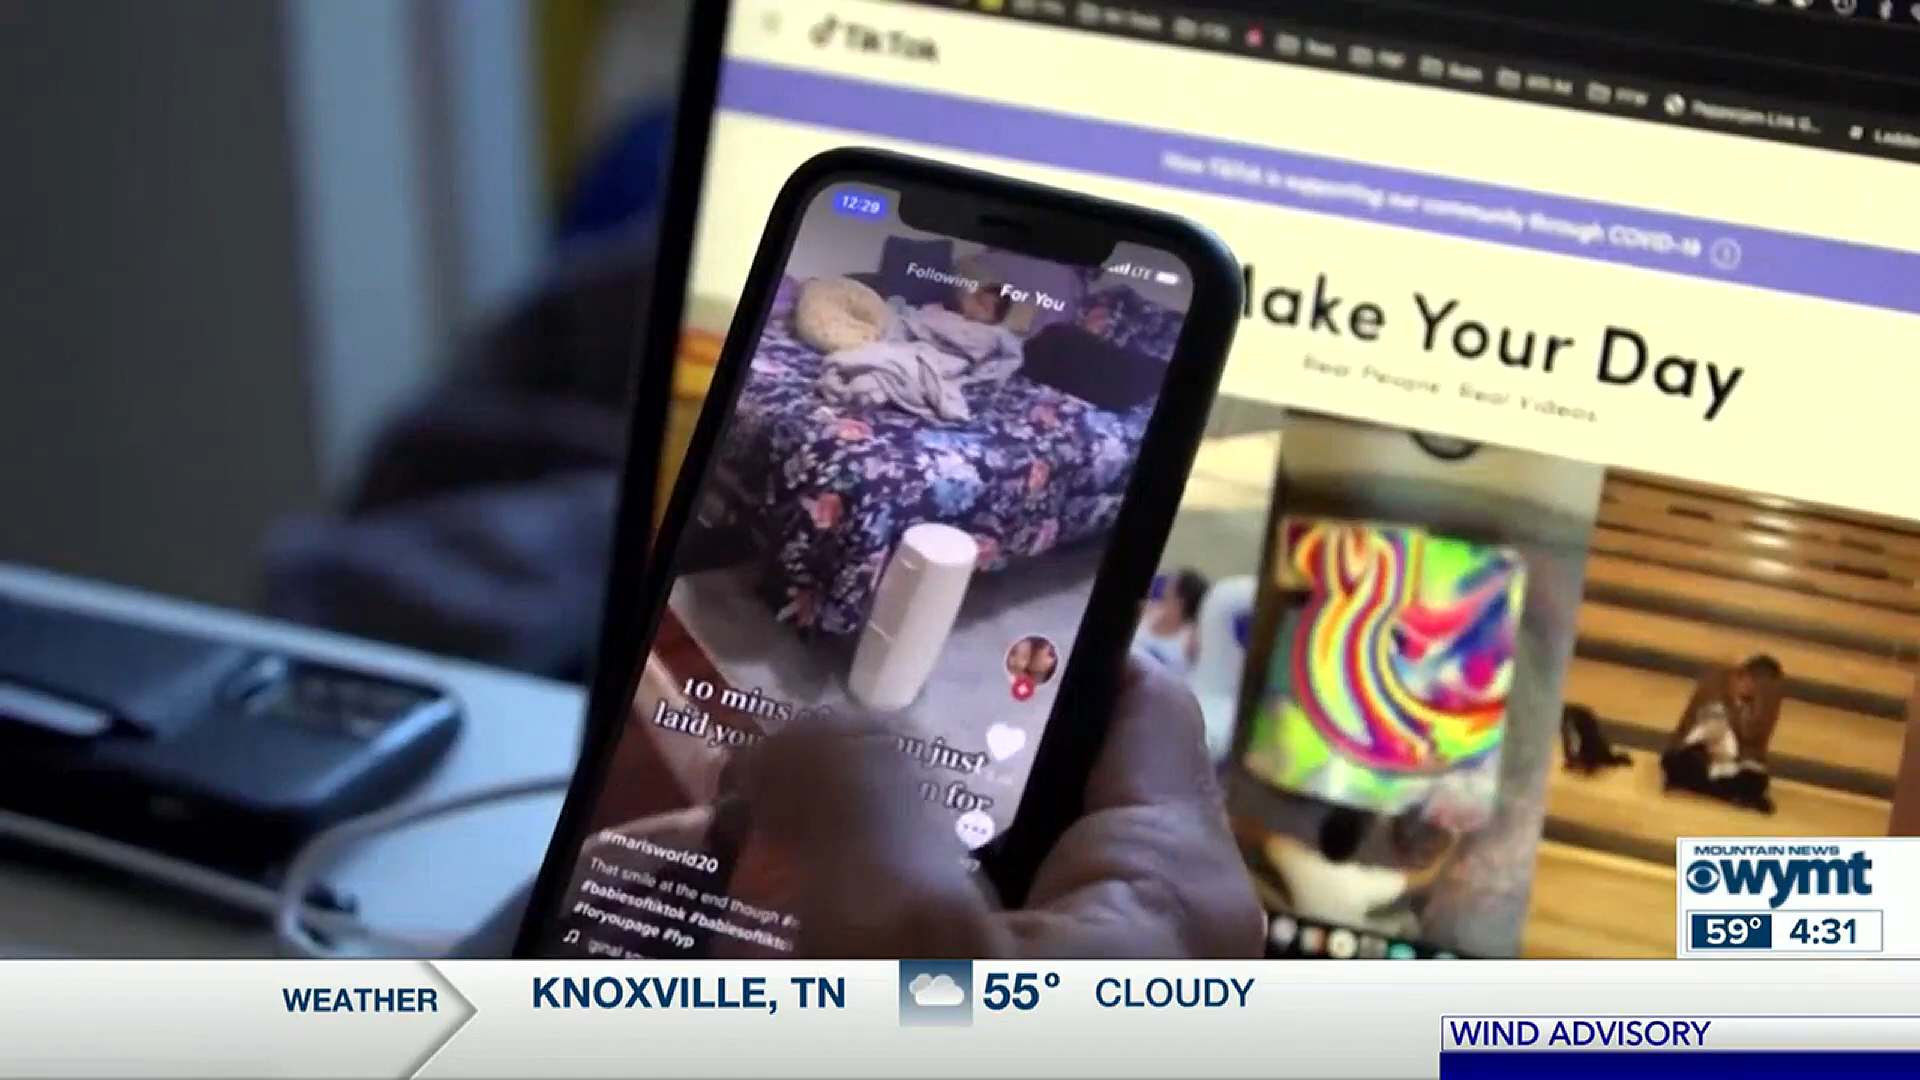 TikTok
How TikTok is supporting our community through COVID-19
Make Your Day
Real People. Real Videos
12:29
LTE
Following For You
10 mins
laid you
just
n for
@marisworld20
That smile at the end though
#babiesoftiktok #babiesoftikto
#foryoupage #fyp
MOUNTAIN NEWS
wymt
59° 4:31
WEATHER
KNOXVILLE, TN 55° CLOUDY
WIND ADVISORY